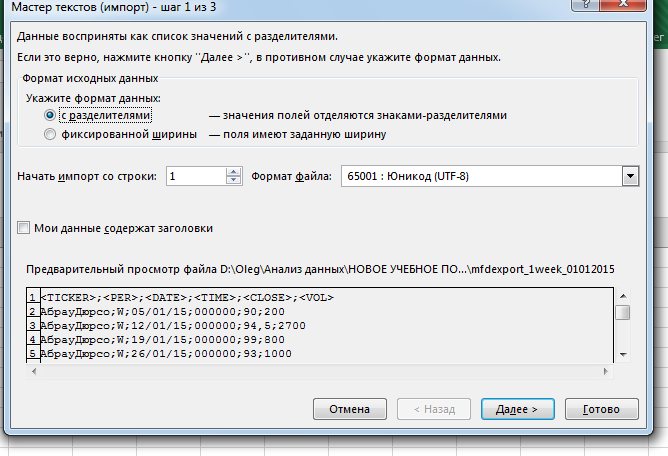 Мастер текстов (импорт) - шаг 1 из 3
?
x
Данные восприняты как список значений с разделителями.
Если это верно, нажмите кнопку "Далее >", в противном случае укажите формат данных.
Формат исходных данных
Укажите формат данных:
с разделителями — значения полей отделяются знаками-разделителями
фиксированной ширины — поля имеют заданную ширину
Начать импорт со строки: 1 Формат файла: 65001 : Юникод (UTF-8)
Мои данные содержат заголовки
Предварительный просмотр файла D:\Oleg\Анализ данных\НОВОЕ УЧЕБНОЕ ПО...\mfdexport_1week_01012015
1 <TICKER>;<PER>;<DATE>;<TIME>;<CLOSE>;<VOL>
2 АбрауДюрсо;W;05/01/15;000000;90;200
3 АбрауДюрсо;W;12/01/15;000000;94,5;2700
4 АбрауДюрсо;W;19/01/15;000000;99;800
5 АбрауДюрсо;W;26/01/15;000000;93;1000
Отмена < Назад Далее > Готово